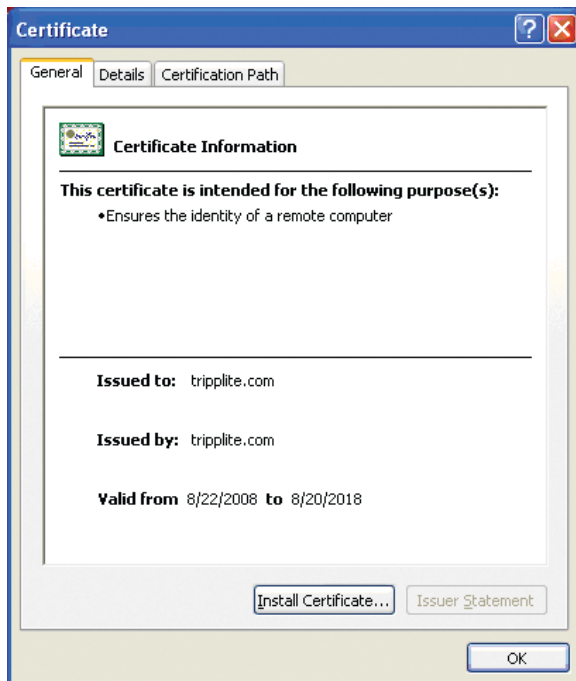 Certificate
General Details Certification Path
Certificate Information
This certificate is intended for the following purpose(s):
•Ensures the identity of a remote computer
Issued to: tripplite.com
Issued by: tripplite.com
Valid from 8/22/2008 to 8/20/2018
Install Certificate... Issuer Statement
OK